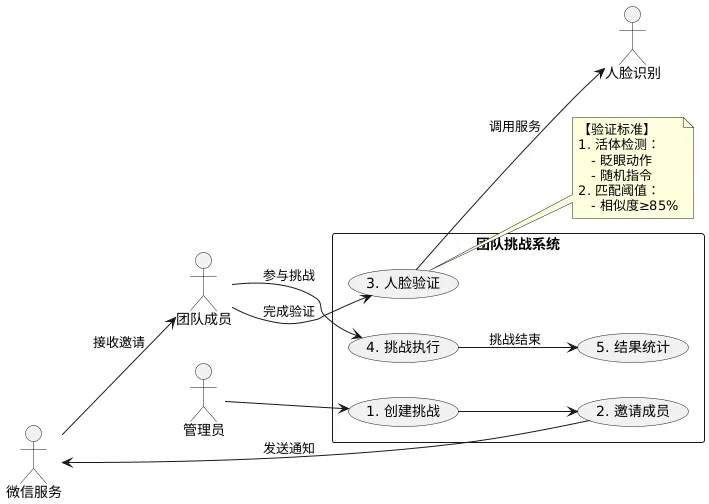 人脸识别
调用服务
【验证标准】
1. 活体检测：
- 眨眼动作
- 随机指令
2. 匹配阈值：
- 相似度≥85%
团队挑战系统
3. 人脸验证
参与挑战
团队成员
完成验证
接收邀请
4. 挑战执行
挑战结束
5. 结果统计
管理员
1. 创建挑战
2. 邀请成员
发送通知
微信服务